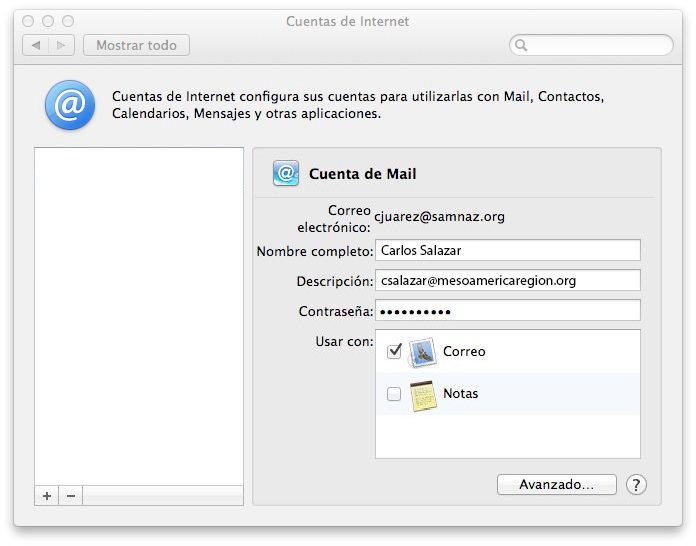 Cuentas de Internet
Mostrar todo
Cuentas de Internet configura sus cuentas para utilizarlas con Mail, Contactos,
Calendarios, Mensajes y otras aplicaciones.
Cuenta de Mail
Correo
electrónico: cjuarez@samnaz.org
Nombre completo: Carlos Salazar
Descripción: csalazar@mesoamericaregion.org
Contraseña: ••••••••••
Usar con:
Correo
Notas
+ −
Avanzado... ?